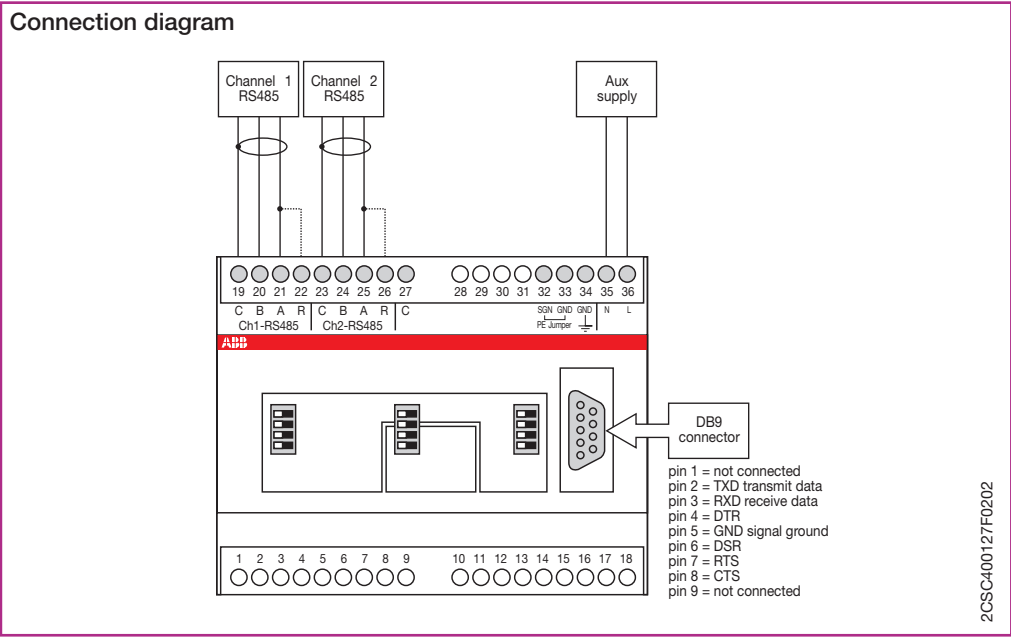 Connection diagram
Channel 1
RS485
Channel 2
RS485
Aux
supply
19 20 21 22 23 24 25 26 27 28 29 30 31 32 33 34 35 36
C B A R C B A R C SGN GND GND N L
Ch1-RS485 Ch2-RS485 PE Jumper
ABB
DB9
connector
pin 1 = not connected
pin 2 = TXD transmit data
pin 3 = RXD receive data
pin 4 = DTR
pin 5 = GND signal ground
pin 6 = DSR
pin 7 = RTS
pin 8 = CTS
pin 9 = not connected
1 2 3 4 5 6 7 8 9 10 11 12 13 14 15 16 17 18
2CSC400127F0202